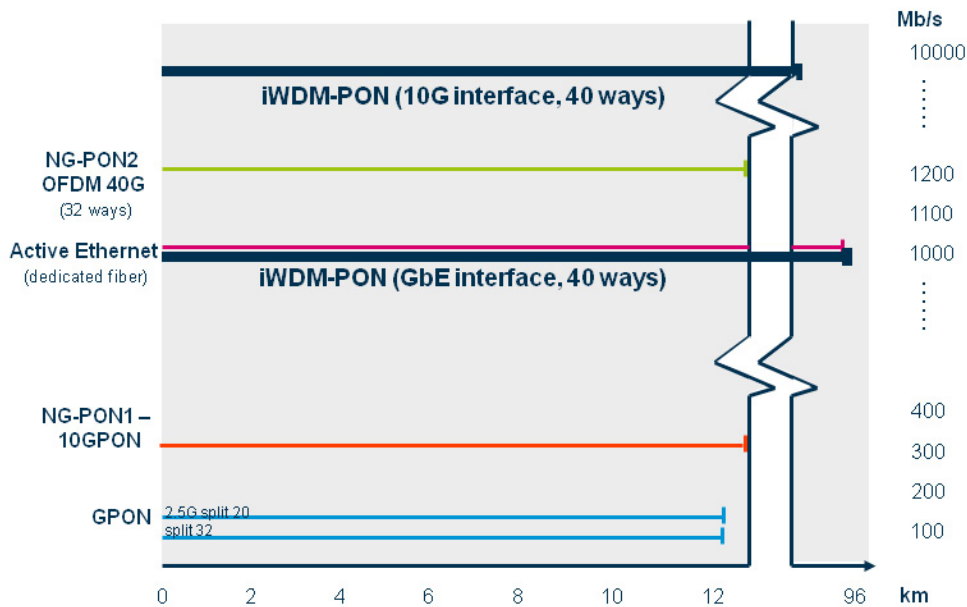 Mb/s
10000
iWDM-PON (10G interface, 40 ways)
NG-PON2
OFDM 40G
(32 ways)
1200
1100
Active Ethernet
(dedicated fiber)
1000
iWDM-PON (GbE interface, 40 ways)
NG-PON1 –
10GPON
400
300
200
GPON
2.5G split 20
split 32
100
0 2 4 6 8 10 12 96 km